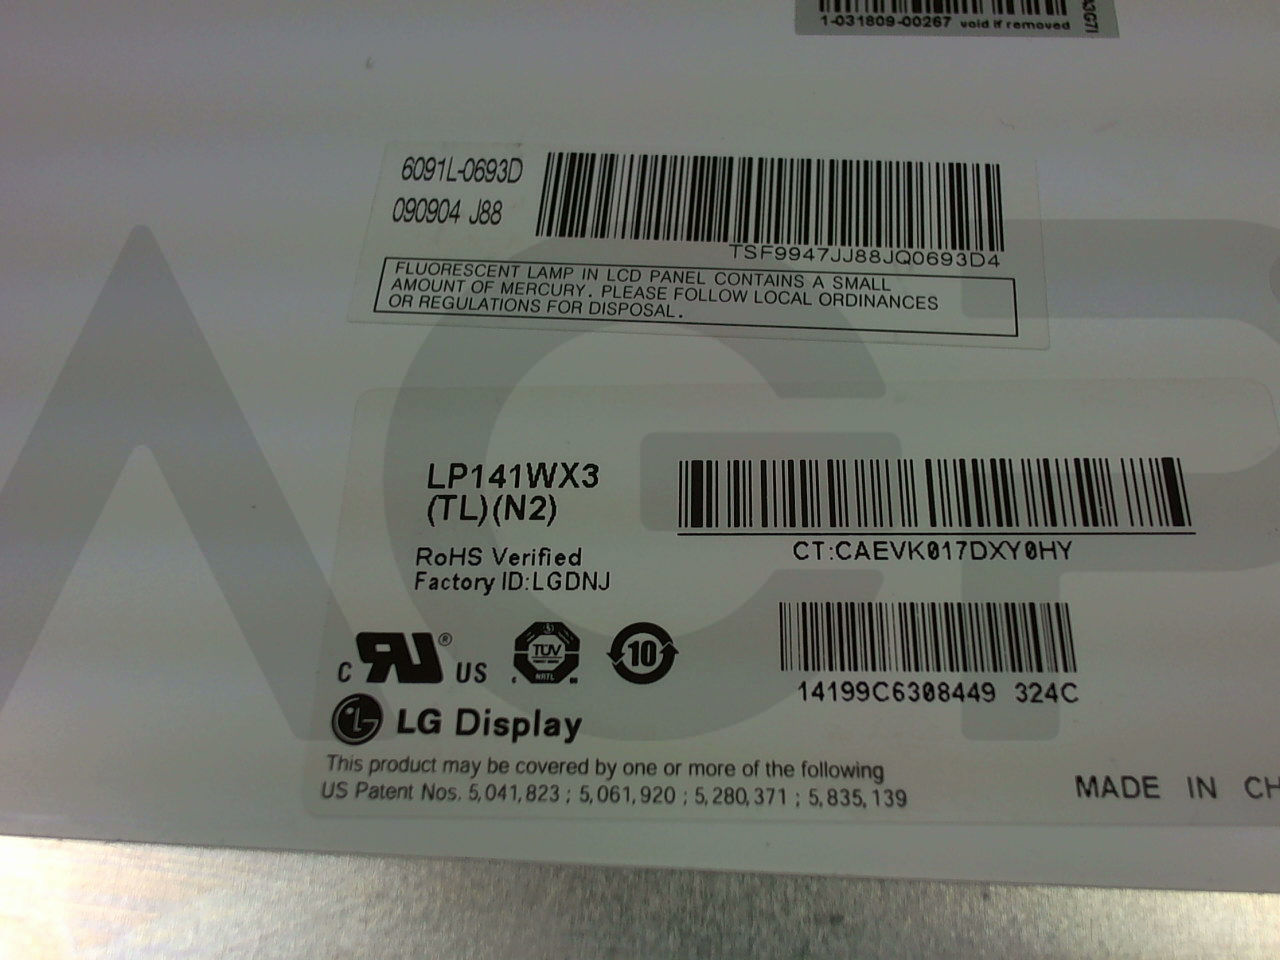 1-031809-00267 void if removed
6091L-0693D
090904 J88
TSF9947JJ88JQ0693D4
FLUORESCENT LAMP IN LCD PANEL CONTAINS A SMALL
AMOUNT OF MERCURY. PLEASE FOLLOW LOCAL ORDINANCES
OR REGULATIONS FOR DISPOSAL.
LP141WX3
(TL)(N2)
CT:CAEVK017DXY0HY
RoHS Verified
Factory ID:LGDNJ
C RU® US
TUV
NRTL
10
14199C6308449 324C
LG Display
This product may be covered by one or more of the following
US Patent Nos. 5,041,823 ; 5,061,920 ; 5,280,371 ; 5,835,139
MADE IN CH